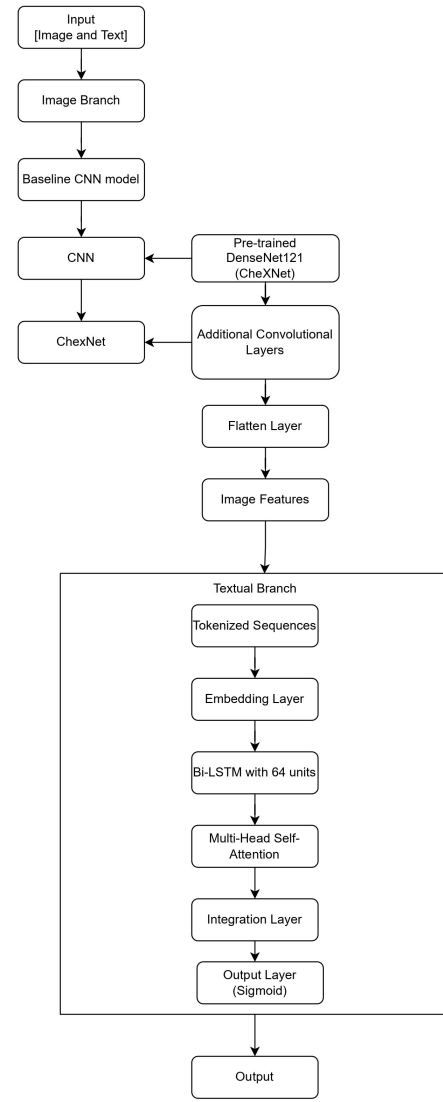 Input
[Image and Text]
Image Branch
Baseline CNN model
CNN
Pre-trained
DenseNet121
(CheXNet)
ChexNet
Additional Convolutional
Layers
Flatten Layer
Image Features
Textual Branch
Tokenized Sequences
Embedding Layer
Bi-LSTM with 64 units
Multi-Head Self-
Attention
Integration Layer
Output Layer
(Sigmoid)
Output